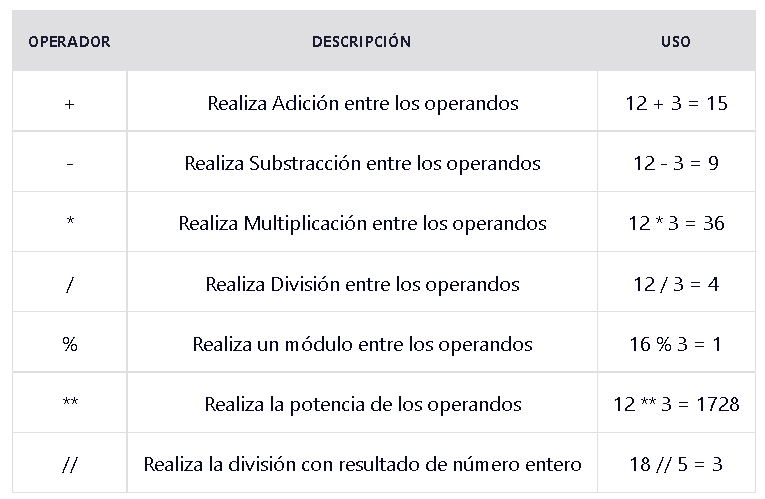 OPERADOR DESCRIPCIÓN USO
+ Realiza Adición entre los operandos 12 + 3 = 15
- Realiza Substracción entre los operandos 12 - 3 = 9
* Realiza Multiplicación entre los operandos 12 * 3 = 36
/ Realiza División entre los operandos 12 / 3 = 4
% Realiza un módulo entre los operandos 16 % 3 = 1
** Realiza la potencia de los operandos 12 ** 3 = 1728
// Realiza la división con resultado de número entero 18 // 5 = 3